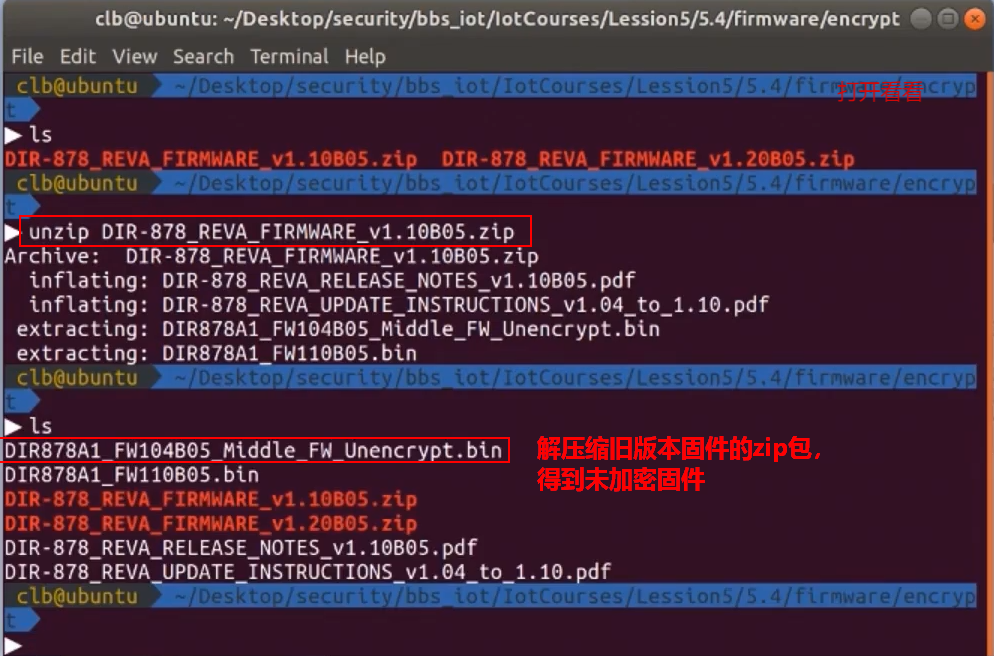 clb@ubuntu: ~/Desktop/security/bbs_iot/IotCourses/Lession5/5.4/firmware/encrypt
File Edit View Search Terminal Help
clb@ubuntu ~/Desktop/security/bbs_iot/IotCourses/Lession5/5.4/firmware/encryp
打开看看
t
ls
DIR-878_REVA_FIRMWARE_v1.10B05.zip DIR-878_REVA_FIRMWARE_v1.20B05.zip
clb@ubuntu ~/Desktop/security/bbs_iot/IotCourses/Lession5/5.4/firmware/encryp
t
unzip DIR-878_REVA_FIRMWARE_v1.10B05.zip
Archive: DIR-878_REVA_FIRMWARE_v1.10B05.zip
inflating: DIR-878_REVA_RELEASE_NOTES_v1.10B05.pdf
inflating: DIR-878_REVA_UPDATE_INSTRUCTIONS_v1.04_to_1.10.pdf
extracting: DIR878A1_FW104B05_Middle_FW_Unencrypt.bin
extracting: DIR878A1_FW110B05.bin
clb@ubuntu ~/Desktop/security/bbs_iot/IotCourses/Lession5/5.4/firmware/encryp
t
ls
DIR878A1_FW104B05_Middle_FW_Unencrypt.bin
解压缩旧版本固件的zip包，
得到未加密固件
DIR878A1_FW110B05.bin
DIR-878_REVA_FIRMWARE_v1.10B05.zip
DIR-878_REVA_FIRMWARE_v1.20B05.zip
DIR-878_REVA_RELEASE_NOTES_v1.10B05.pdf
DIR-878_REVA_UPDATE_INSTRUCTIONS_v1.04_to_1.10.pdf
clb@ubuntu ~/Desktop/security/bbs_iot/IotCourses/Lession5/5.4/firmware/encryp
t